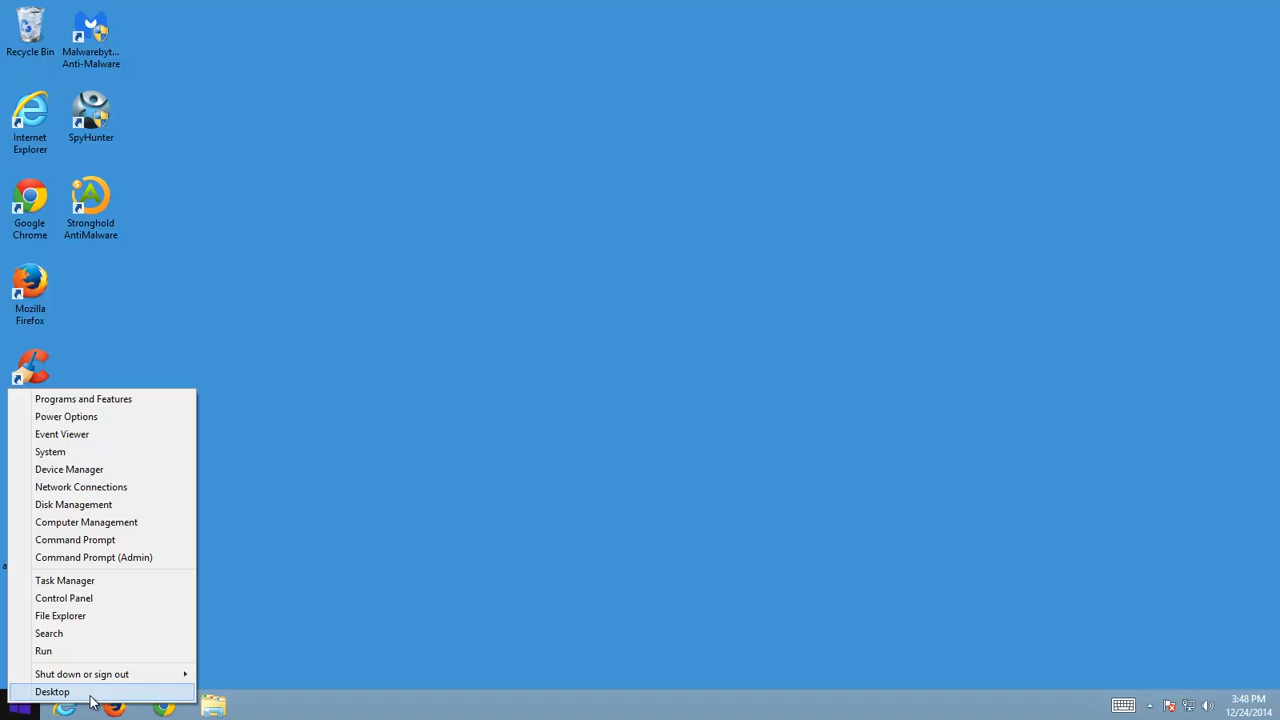 Recycle Bin
Malwarebyt...
Anti-Malware
Internet
Explorer
SpyHunter
Google
Chrome
Stronghold
AntiMalware
Mozilla
Firefox
Programs and Features
Power Options
Event Viewer
System
Device Manager
Network Connections
Disk Management
Computer Management
Command Prompt
Command Prompt (Admin)
Task Manager
Control Panel
File Explorer
Search
Run
Shut down or sign out
Desktop
3:48 PM
12/24/2014